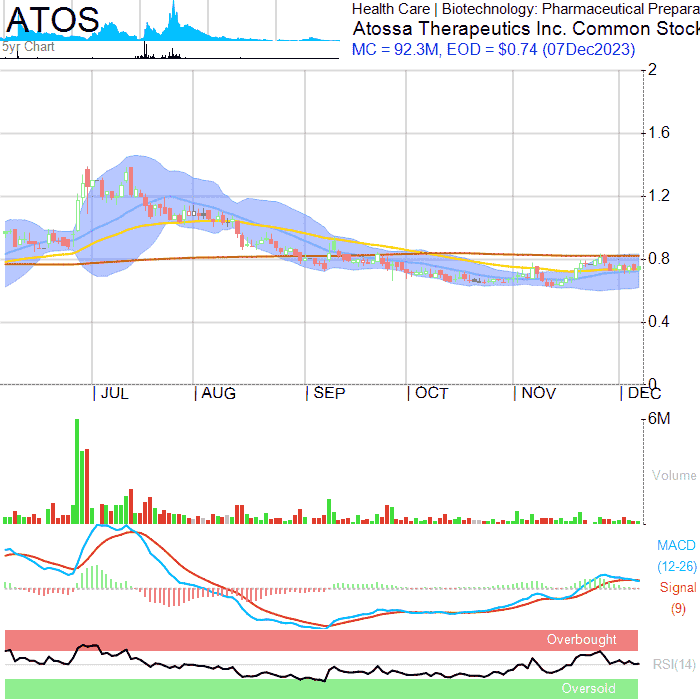 ATOS
5yr Chart
Health Care | Biotechnology: Pharmaceutical Prepara
Atossa Therapeutics Inc. Common Stock
MC = 92.3M, EOD = $0.74 (07Dec2023)
2
1.6
1.2
0.8
0.4
0
JUL AUG SEP OCT NOV DEC
6M
Volume
MACD
(12-26)
Signal
(9)
Overbought
RSI(14)
Oversold